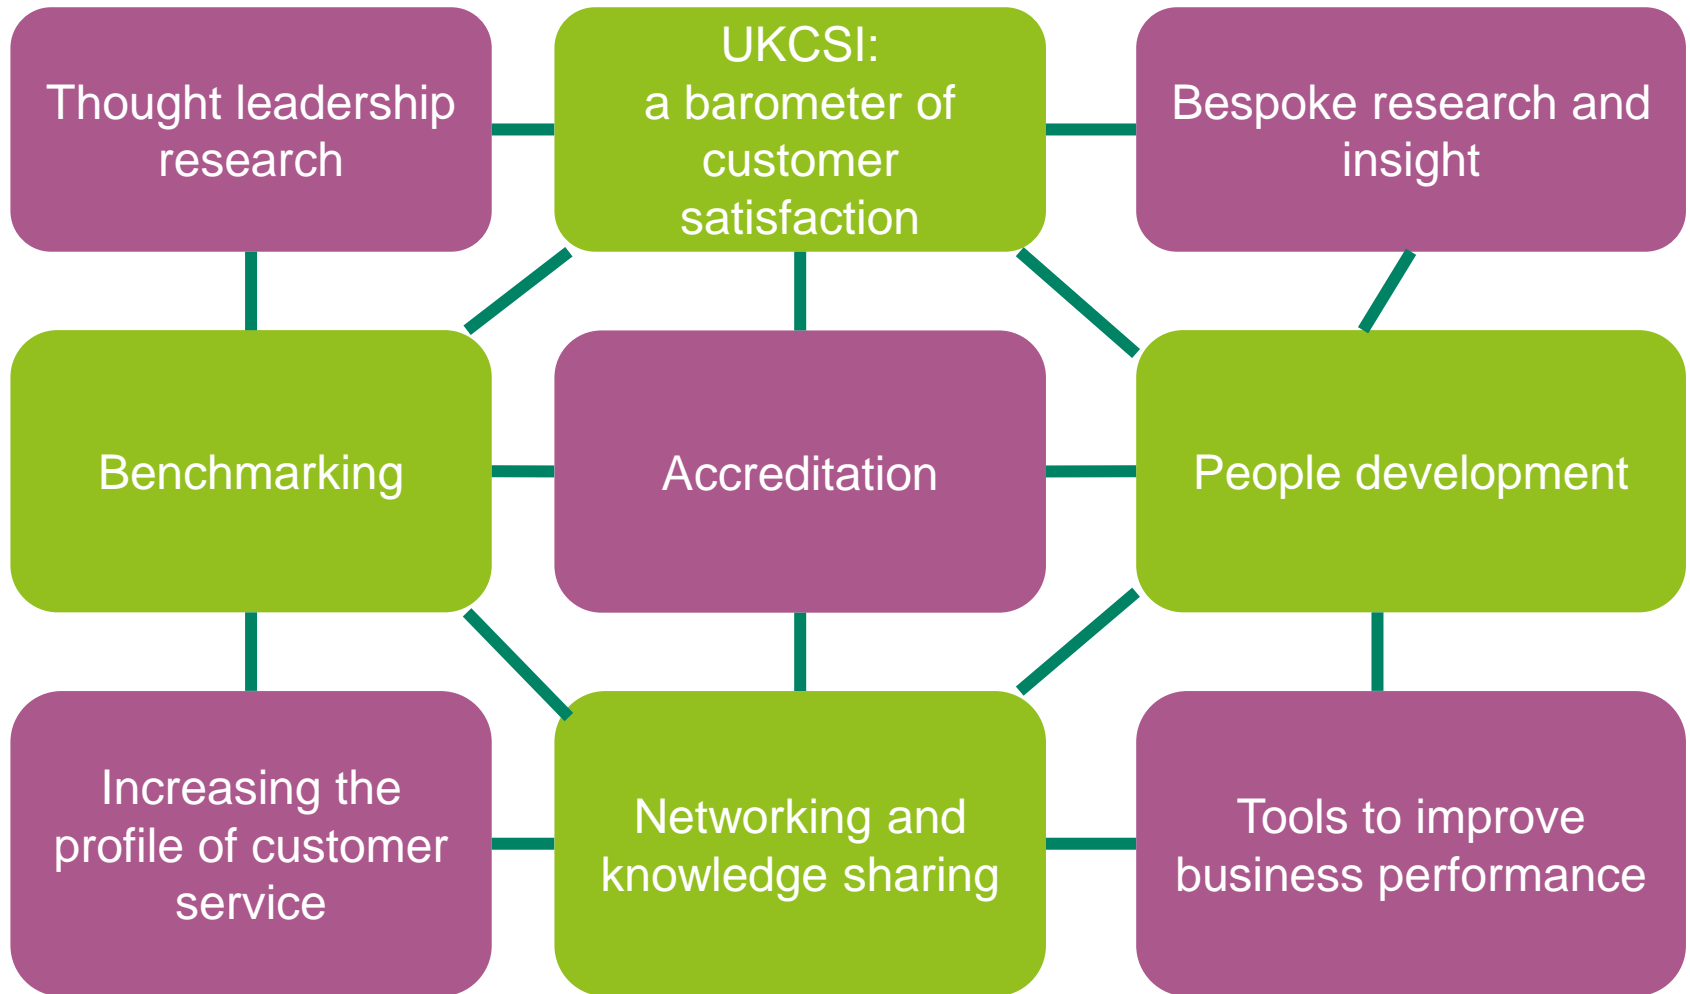 Thought leadership
research
UKCSI:
a barometer of
customer
satisfaction
Bespoke research and
insight
Benchmarking
Accreditation
People development
Increasing the
profile of customer
service
Networking and
knowledge sharing
Tools to improve
business performance